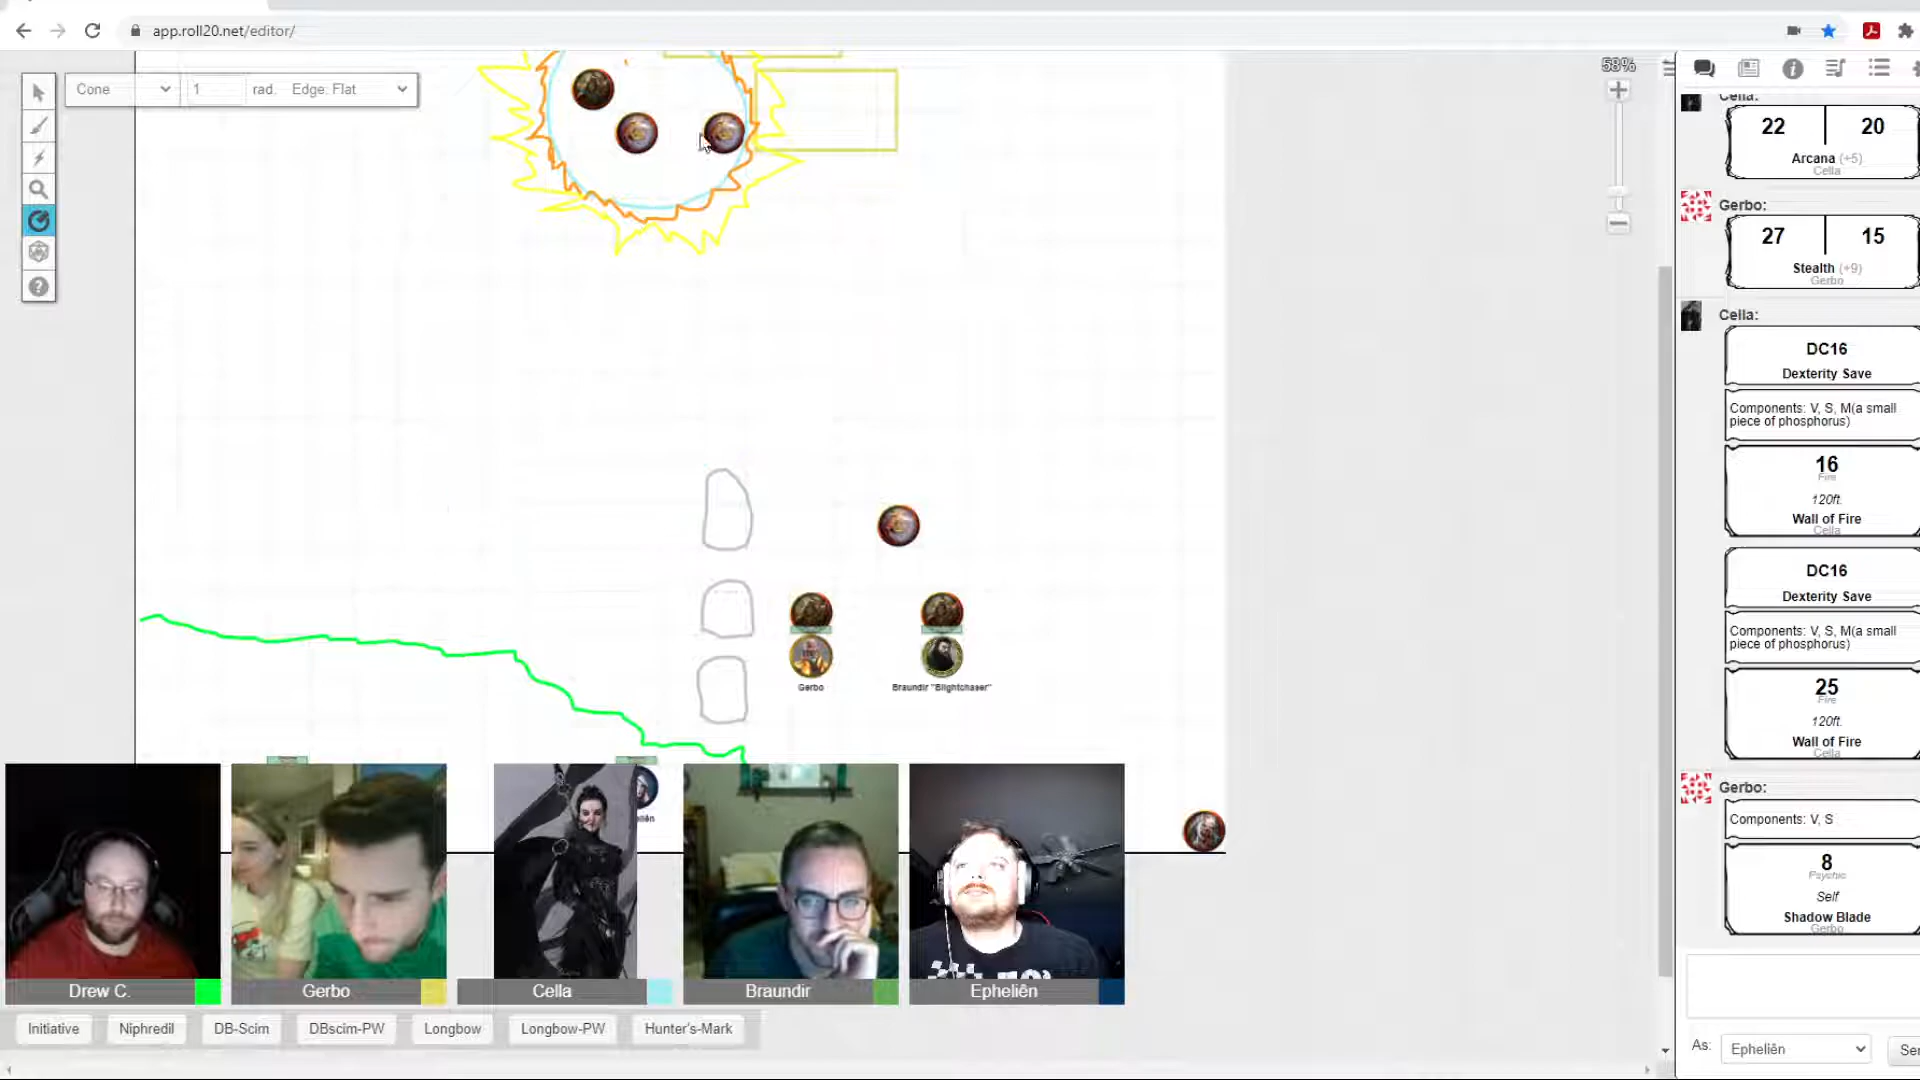 app.roll20.net/editor/
Cone
1
rad.
Edge: Flat
58%
Cella:
22
20
Arcana (+5)
Cella
Gerbo:
27
15
Stealth (+9)
Gerbo
Cella:
DC16
Dexterity Save
Components: V, S, M(a small
piece of phosphorus)
16
Fire
120ft.
Wall of Fire
Cella
DC16
Dexterity Save
Components: V, S, M(a small
piece of phosphorus)
25
Fire
120ft.
Wall of Fire
Cella
Gerbo:
Components: V, S
8
Psychic
Self
Shadow Blade
Gerbo
Gerbo
Braundir "Blightchaser"
Drew C.
Gerbo
Cella
Braundir
Epheliên
Initiative
Niphredil
DB-Scim
DBscim-PW
Longbow
Longbow-PW
Hunter's-Mark
As:
Epheliên